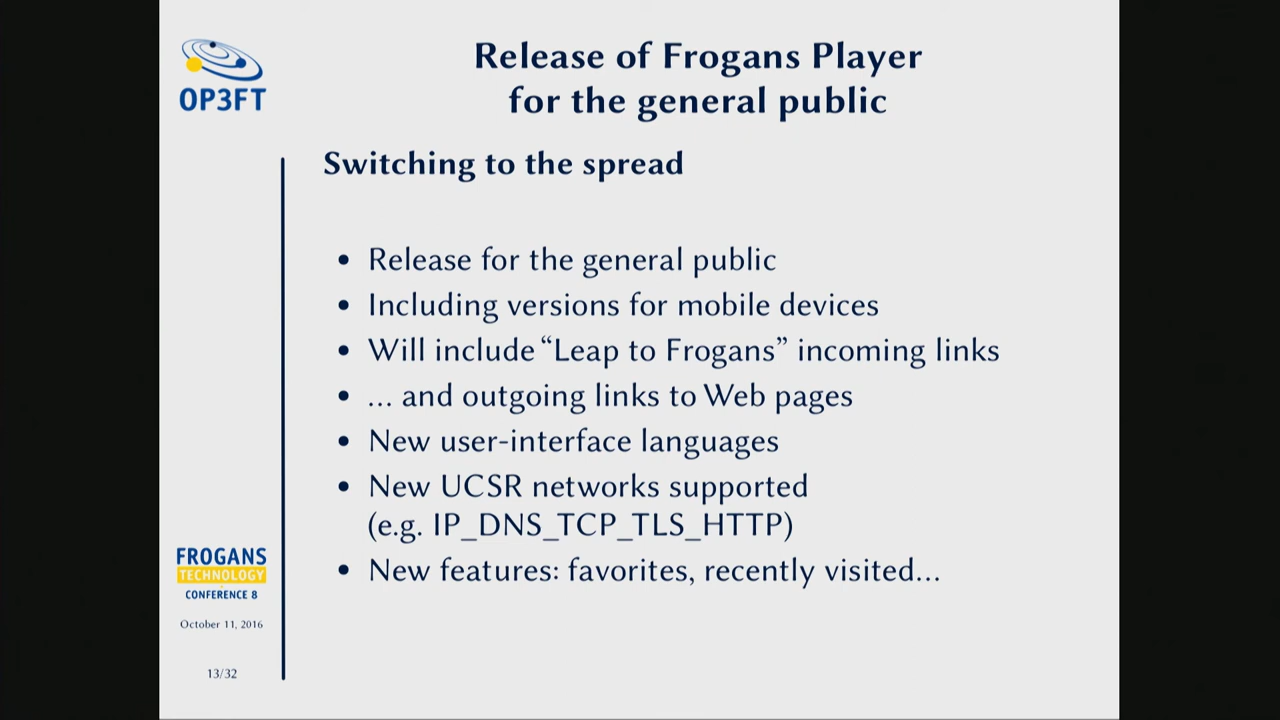 OP3FT
Release of Frogans Player
for the general public
Switching to the spread
• Release for the general public
• Including versions for mobile devices
• Will include “Leap to Frogans” incoming links
• ... and outgoing links to Web pages
• New user-interface languages
• New UCSR networks supported
(e.g. IP_DNS_TCP_TLS_HTTP)
• New features: favorites, recently visited...
FROGANS
TECHNOLOGY
CONFERENCE 8
October 11, 2016
13/32